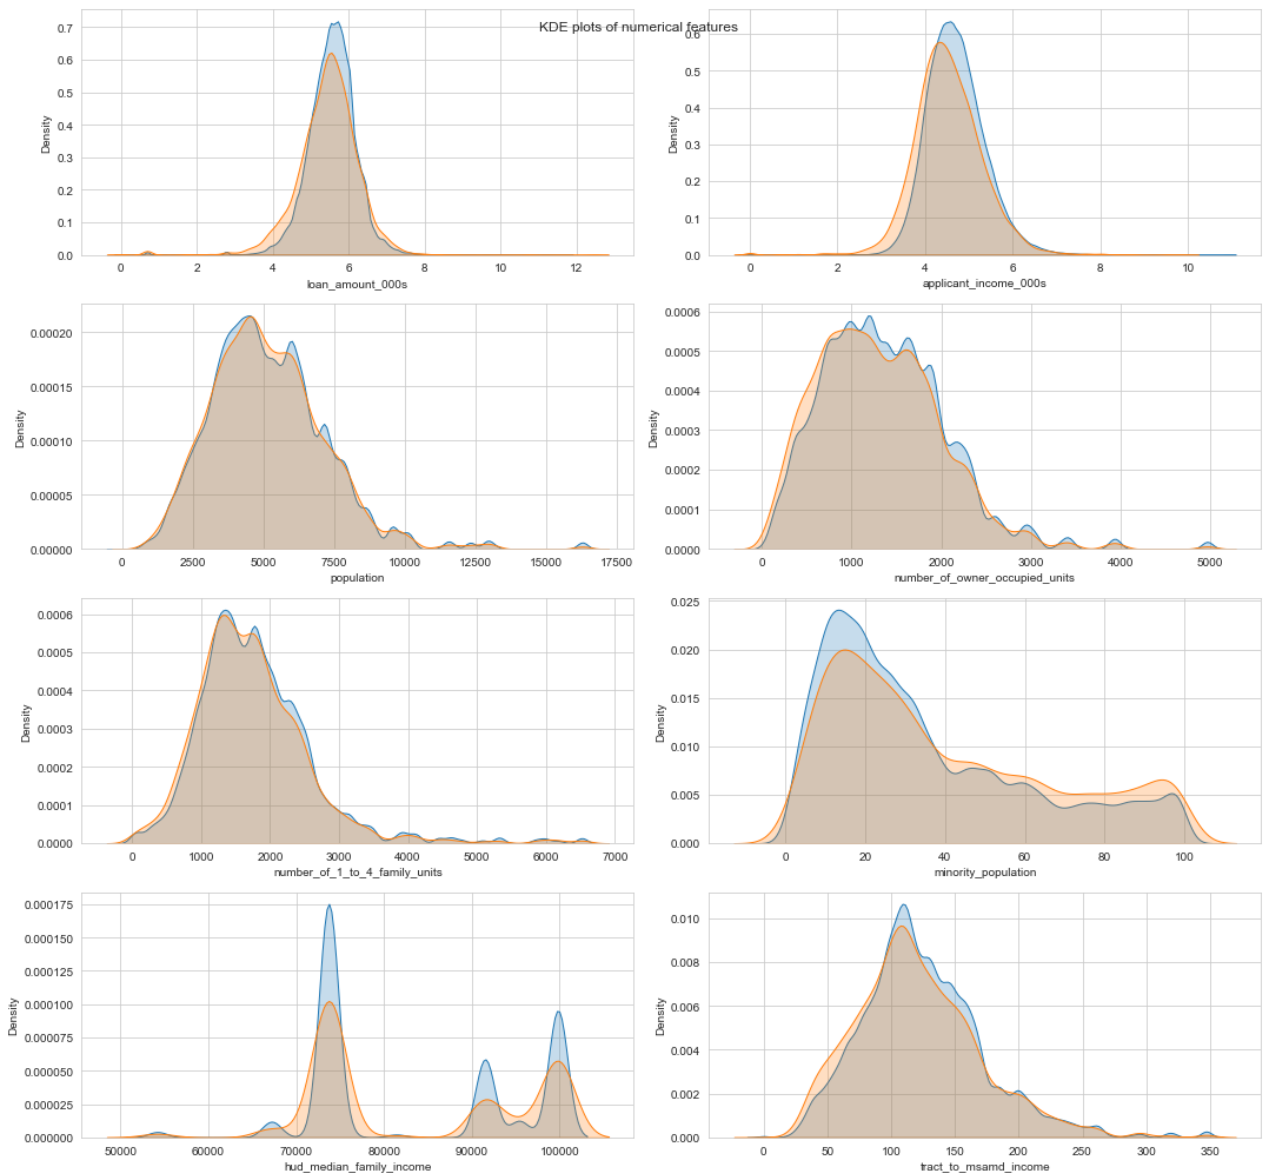 KDE plots of numerical features
0.7
0.6
0.5
0.4
0.3
0.2
0.1
0.0
Density
0 2 4 6 8 10 12
loan_amount_000s
0.6
0.5
0.4
0.3
0.2
0.1
0.0
Density
0 2 4 6 8 10
applicant_income_000s
0.00020
0.00015
0.00010
0.00005
0.00000
Density
0 2500 5000 7500 10000 12500 15000 17500
population
0.0006
0.0005
0.0004
0.0003
0.0002
0.0001
0.0000
Density
0 1000 2000 3000 4000 5000
number_of_owner_occupied_units
0.0006
0.0005
0.0004
0.0003
0.0002
0.0001
0.0000
Density
0 1000 2000 3000 4000 5000 6000 7000
number_of_1_to_4_family_units
0.025
0.020
0.015
0.010
0.005
0.000
Density
0 20 40 60 80 100
minority_population
0.000175
0.000150
0.000125
0.000100
0.000075
0.000050
0.000025
0.000000
Density
50000 60000 70000 80000 90000 100000
hud_median_family_income
0.010
0.008
0.006
0.004
0.002
0.000
Density
0 50 100 150 200 250 300 350
tract_to_msamd_income